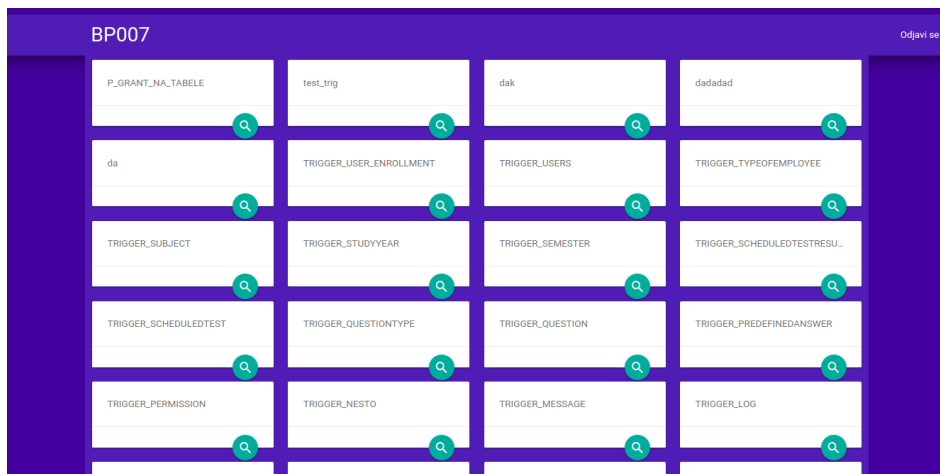 BP007
Odjavi se
P_GRANT_NA_TABELE
test_trig
dak
dadadad
da
TRIGGER_USER_ENROLLMENT
TRIGGER_USERS
TRIGGER_TYPEOFEMPLOYEE
TRIGGER_SUBJECT
TRIGGER_STUDYYEAR
TRIGGER_SEMESTER
TRIGGER_SCHEDULEDTESTRESU...
TRIGGER_SCHEDULEDTEST
TRIGGER_QUESTIONTYPE
TRIGGER_QUESTION
TRIGGER_PREDEFINEDANSWER
TRIGGER_PERMISSION
TRIGGER_NESTO
TRIGGER_MESSAGE
TRIGGER_LOG